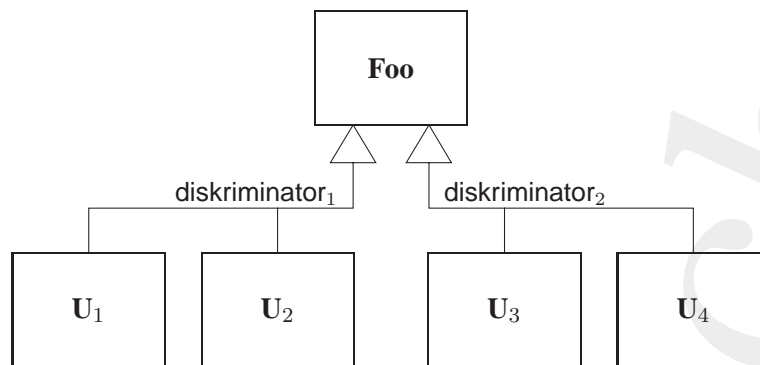 Foo
diskriminator₁ diskriminator₂
U₁ U₂ U₃ U₄